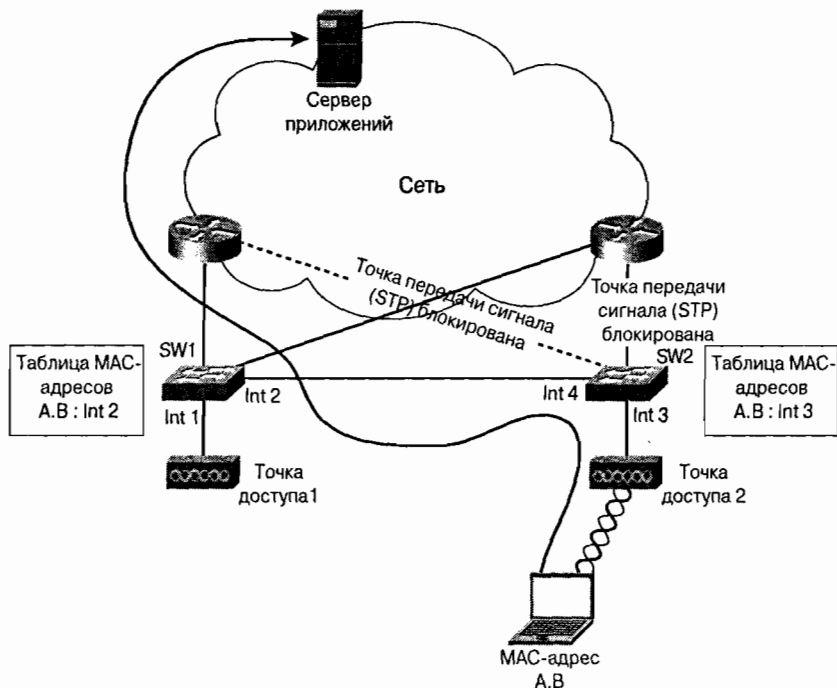 Сервер
приложений
Сеть
Точка передачи сигнала
(STP) блокирована
Точка передачи
сигнала (STP)
блокирована
SW1
SW2
Таблица MAC-
адресов
A.B : Int 2
Int 2
Int 1
Int 4
Int 3
Таблица MAC-
адресов
A.B : Int 3
Точка
доступа 1
Точка
доступа 2
MAC-адрес
A.B